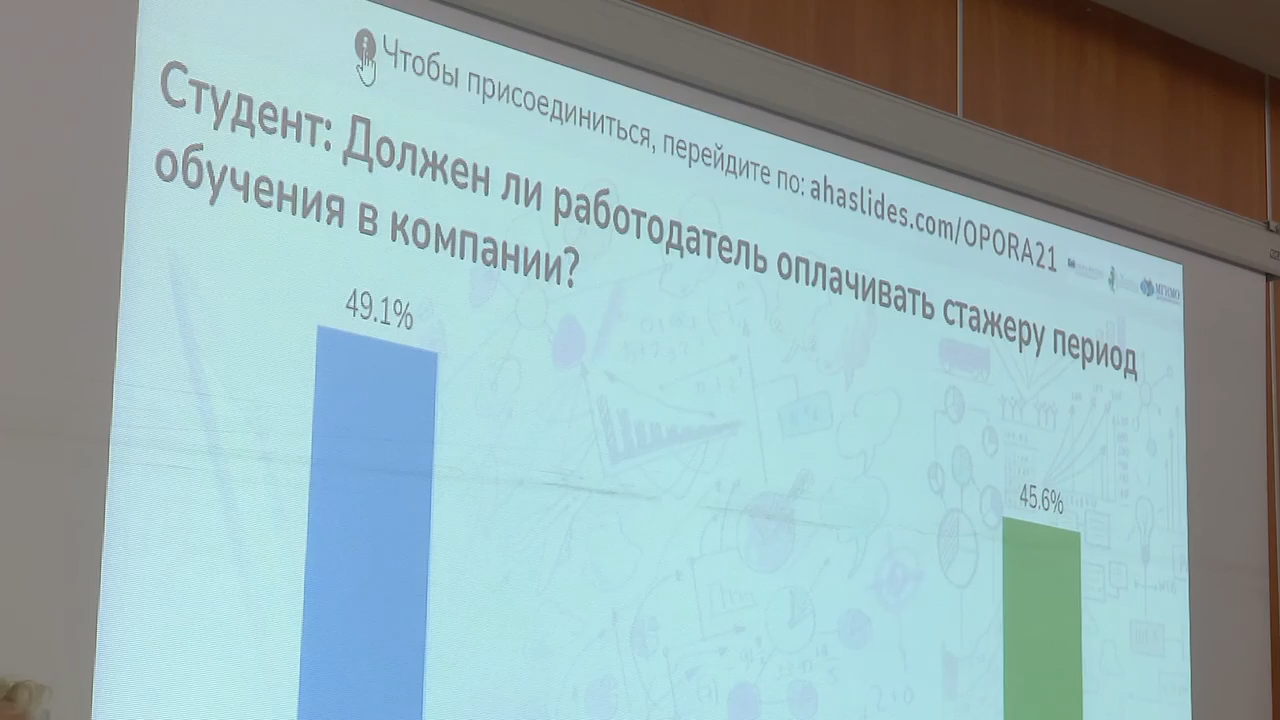 Чтобы присоединиться, перейдите по: ahaslides.com/OPORA21
Студент: Должен ли работодатель оплачивать стажеру период
обучения в компании?
МГИМО
49.1%
45.6%